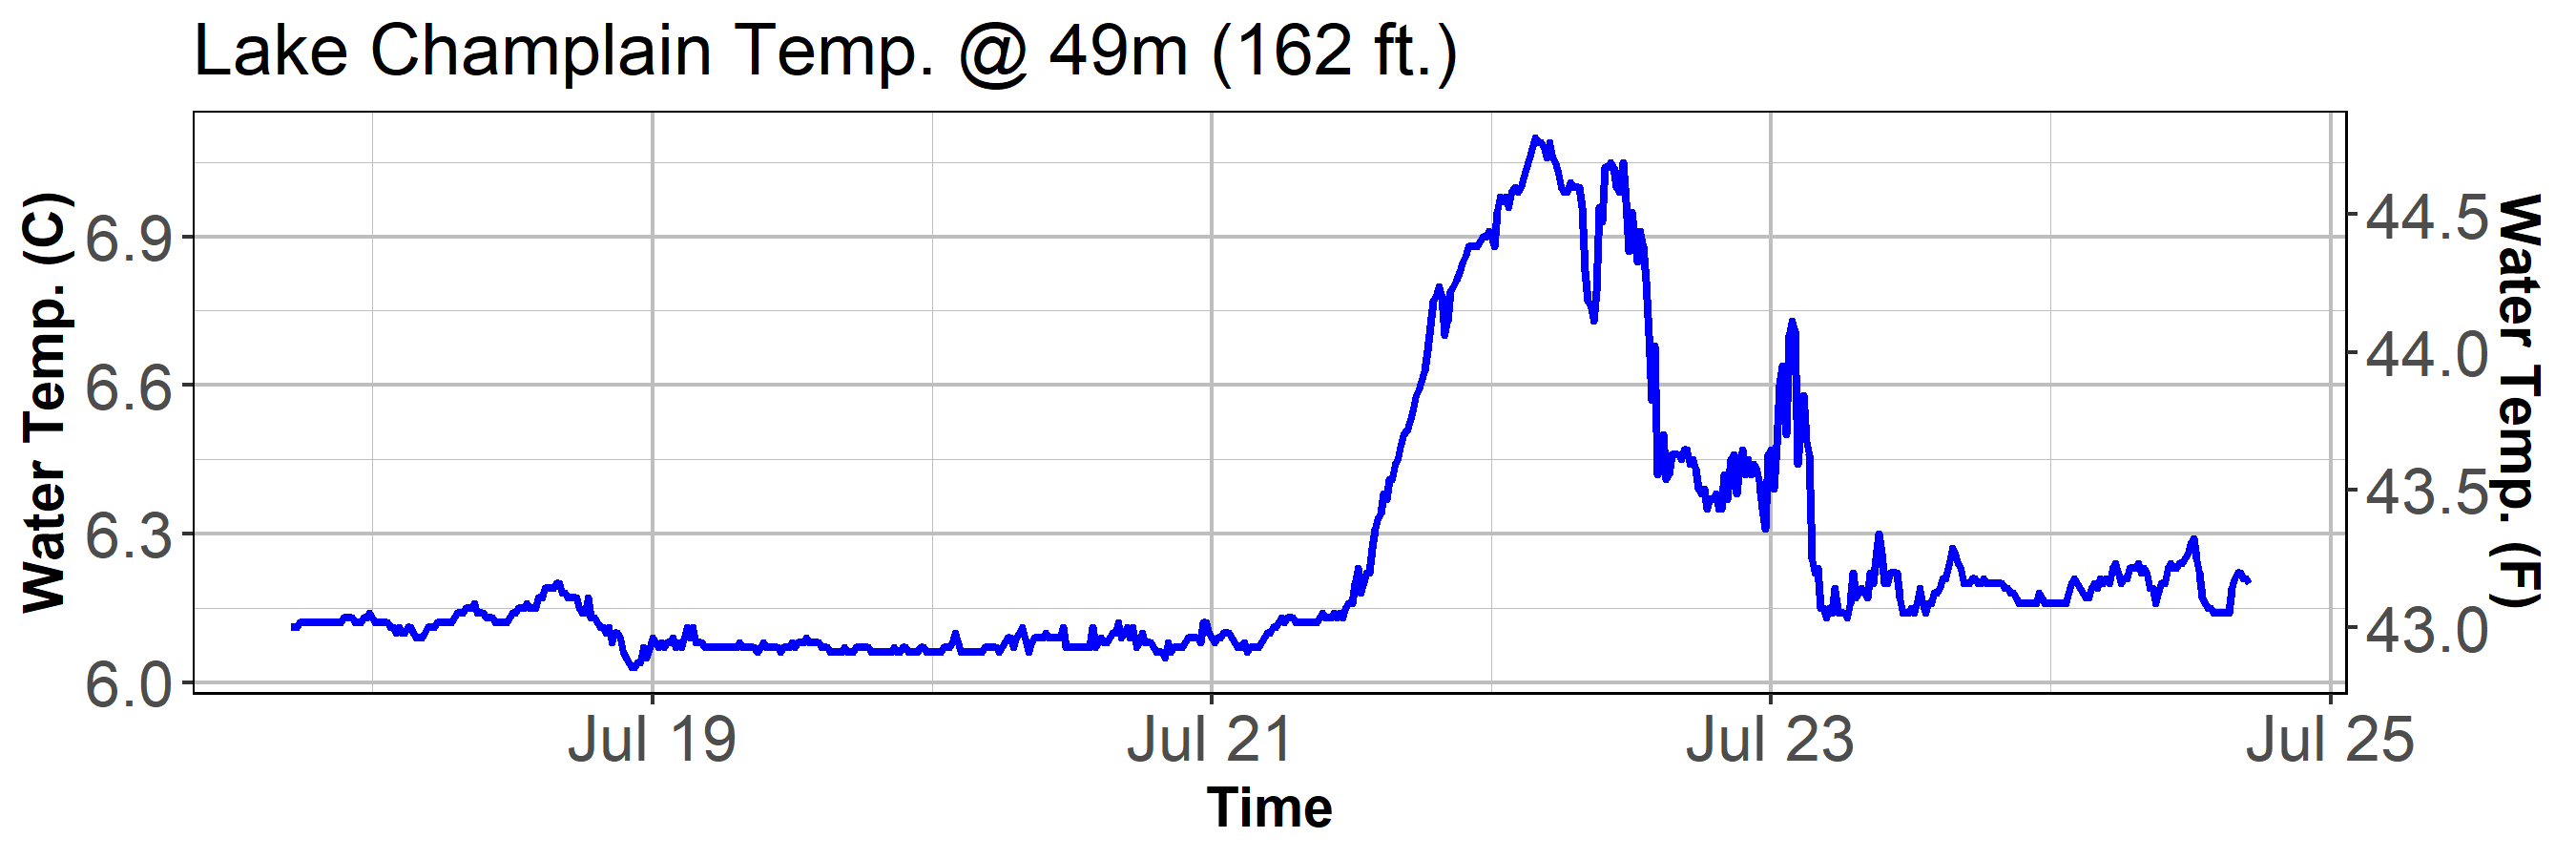 Lake Champlain Temp. @ 49m (162 ft.)
Water Temp. (C)
6.9
6.6
6.3
6.0
44.5
44.0
43.5
43.0
Water Temp. (F)
Jul 19 Jul 21 Jul 23 Jul 25
Time